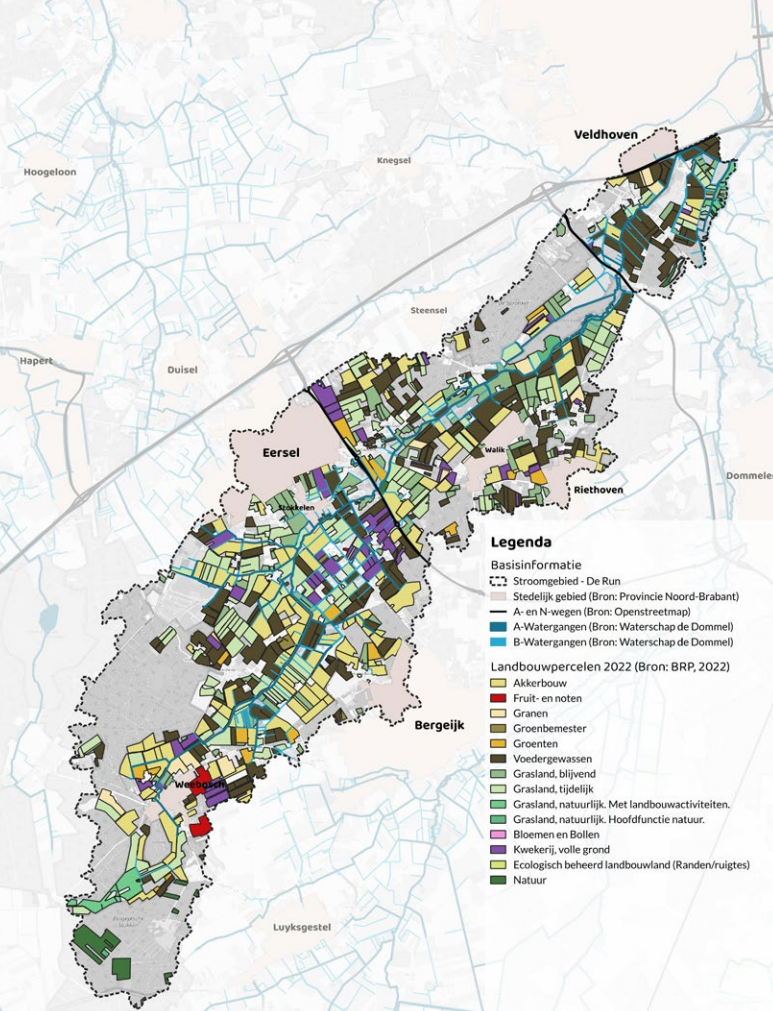 Veldhoven
Knegsel
Hoogeloon
Steensel
Hapert
Duisel
Eersel
Walik
Dommelen
Riethoven
Stokkelen
Bergeijk
Weebosch
Luyksgestel
Legenda
Basisinformatie
Stroomgebied - De Run
Stedelijk gebied (Bron: Provincie Noord-Brabant)
A- en N-wegen (Bron: Openstreetmap)
A-Watergangen (Bron: Waterschap de Dommel)
B-Watergangen (Bron: Waterschap de Dommel)
Landbouwpercelen 2022 (Bron: BRP, 2022)
Akkerbouw
Fruit- en noten
Granen
Groenbemester
Groenten
Voedergewassen
Grasland, blijvend
Grasland, tijdelijk
Grasland, natuurlijk. Met landbouwactiviteiten.
Grasland, natuurlijk. Hoofdfunctie natuur.
Bloemen en Bollen
Kwekerij, volle grond
Ecologisch beheerd landbouwland (Randen/ruigtes)
Natuur